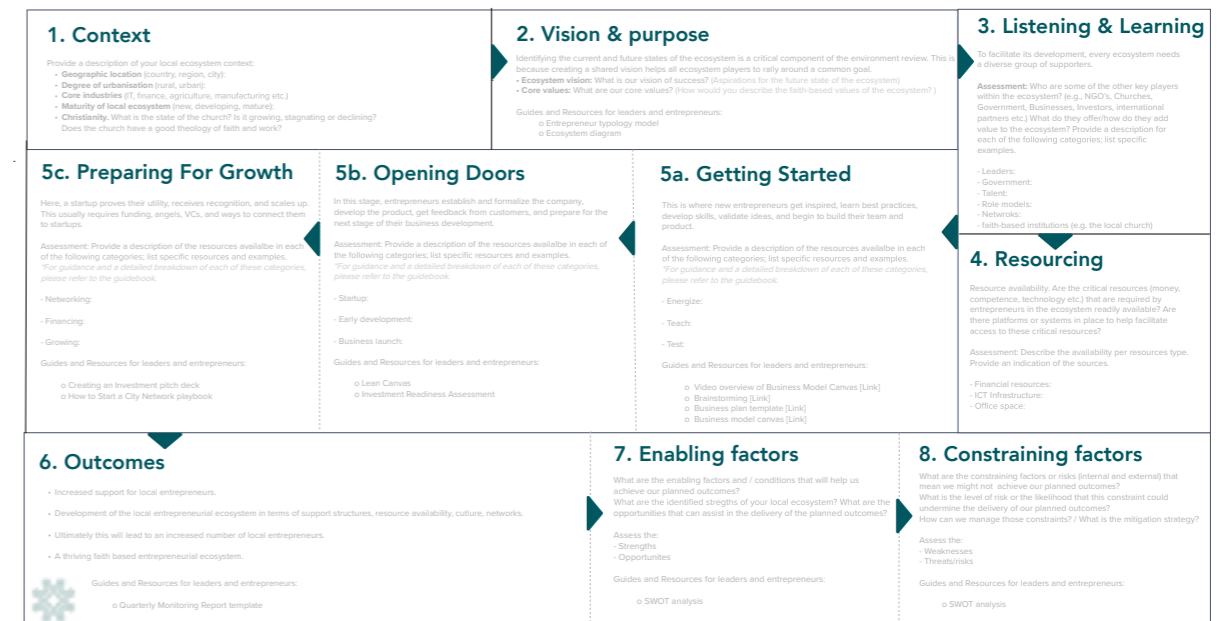 1. Context
Provide a description of your local ecosystem context:
• Geographic location (country, region, city):
• Degree of urbanisation (rural, urban):
• Core industries (IT, finance, agriculture, manufacturing etc.)
• Maturity of local ecosystem (new, developing, mature):
• Christianity. What is the state of the church? Is it growing, stagnating or declining?
Does the church have a good theology of faith and work?
2. Vision & purpose
Identifying the current and future states of the ecosystem is a critical component of the environment review. This is
because creating a shared vision helps all ecosystem players to rally around a common goal.
• Ecosystem vision: What is our vision of success? (Aspirations for the future state of the ecosystem)
• Core values: What are our core values? (How would you describe the faith-based values of the ecosystem? )
Guides and Resources for leaders and entrepreneurs:
o Entrepreneur typology model
o Ecosystem diagram
3. Listening & Learning
To facilitate its development, every ecosystem needs
a diverse group of supporters.
Assessment: Who are some of the other key players
within the ecosystem? (e.g., NGO's, Churches,
Government, Businesses, Investors, international
partners etc.) What do they offer/how do they add
value to the ecosystem? Provide a description for
each of the following categories; list specific
examples.
- Leaders:
- Government:
- Talent:
- Role models:
- Netwroks:
- faith-based institutions (e.g. the local church)
4. Resourcing
Resource availability. Are the critical resources (money,
competence, technology etc.) that are required by
entrepreneurs in the ecosystem readily available? Are
there platforms or systems in place to help facilitate
access to these critical resources?
Assessment: Describe the availability per resources type.
Provide an indication of the sources.
- Financial resources:
- ICT Infrastructure:
- Office space:
5a. Getting Started
This is where new entrepreneurs get inspired, learn best practices,
develop skills, validate ideas, and begin to build their team and
product.
Assessment: Provide a description of the resources availalbe in each
of the following categories; list specific resources and examples.
*For guidance and a detailed breakdown of each of these categories,
please refer to the guidebook.
- Energize:
- Teach:
- Test:
Guides and Resources for leaders and entrepreneurs:
o Video overview of Business Model Canvas [Link]
o Brainstorming [Link]
o Business plan template [Link]
o Business model canvas [Link]
5b. Opening Doors
In this stage, entrepreneurs establish and formalize the company,
develop the product, get feedback from customers, and prepare for the
next stage of their business development.
Assessment: Provide a description of the resources availalbe in each of
the following categories; list specific resources and examples.
*For guidance and a detailed breakdown of each of these categories,
please refer to the guidebook.
- Startup:
- Early development:
- Business launch:
Guides and Resources for leaders and entrepreneurs:
o Lean Canvas
o Investment Readiness Assessment
5c. Preparing For Growth
Here, a startup proves their utility, receives recognition, and scales up.
This usually requires funding, angels, VCs, and ways to connect them
to startups.
Assessment: Provide a description of the resources availalbe in each
of the following categories; list specific resources and examples.
*For guidance and a detailed breakdown of each of these categories,
please refer to the guidebook.
- Networking:
- Financing:
- Growing:
Guides and Resources for leaders and entrepreneurs:
o Creating an Investment pitch deck
o How to Start a City Network playbook
6. Outcomes
• Increased support for local entrepreneurs.
• Development of the local entrepreneurial ecosystem in terms of support structures, resource availability, cuture, networks.
• Ultimately this will lead to an increased number of local entrepreneurs.
• A thriving faith based entrepreneurial ecosystem.
Guides and Resources for leaders and entrepreneurs:
o Quarterly Monitoring Report template
7. Enabling factors
What are the enabling factors and / conditions that will help us
achieve our planned outcomes?
What are the identified stregths of your local ecosystem? What are the
opportunities that can assist in the delivery of the planned outcomes?
Assess the:
- Strengths
- Opportunites
Guides and Resources for leaders and entrepreneurs:
o SWOT analysis
8. Constraining factors
What are the constraining factors or risks (internal and external) that
mean we might not achieve our planned outcomes?
What is the level of risk or the likelihood that this constraint could
undermine the delivery of our planned outcomes?
How can we manage those constraints? / What is the mitigation strategy?
Assess the:
- Weaknesses
- Threats/risks
Guides and Resources for leaders and entrepreneurs:
o SWOT analysis